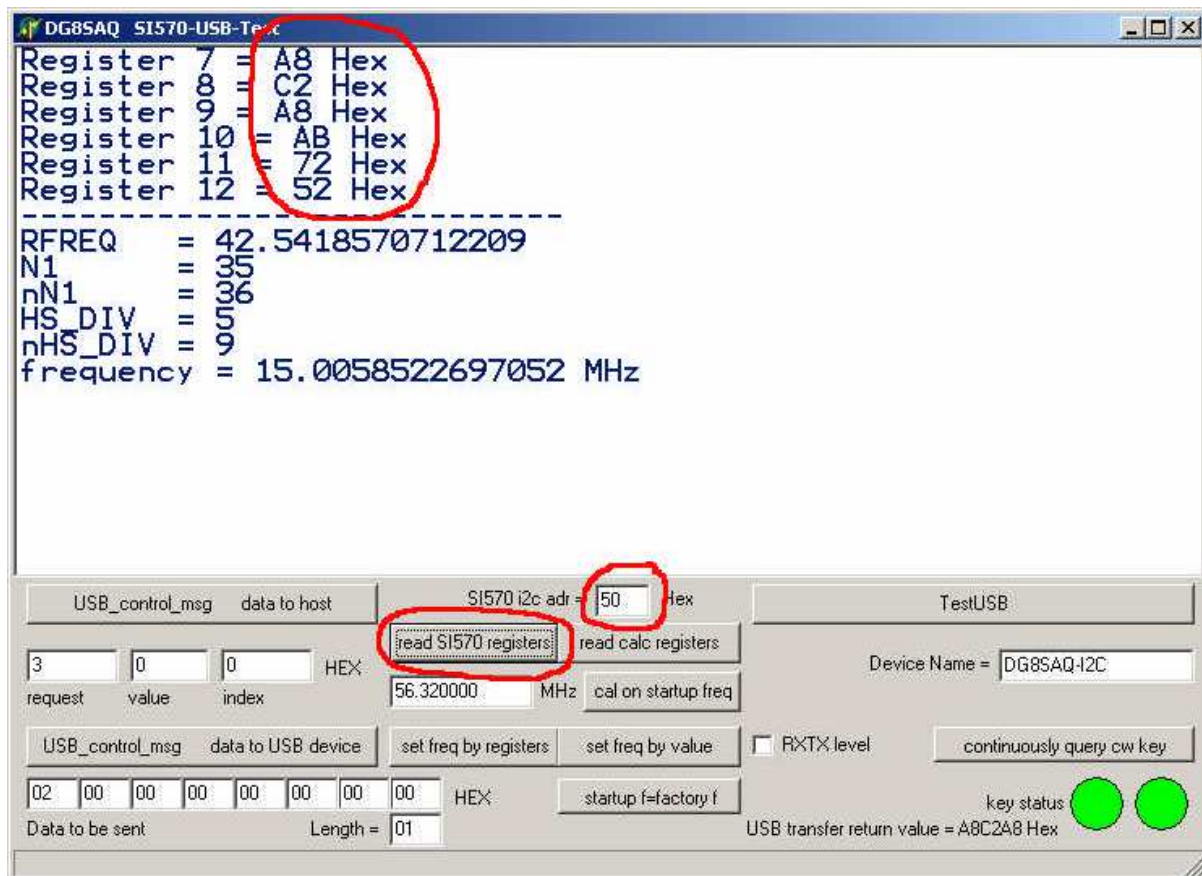 DG8SAQ SI570-USB-Test
Register 7 = A8 Hex
Register 8 = C2 Hex
Register 9 = A8 Hex
Register 10 = AB Hex
Register 11 = 72 Hex
Register 12 = 52 Hex
----------------------------
RFREQ = 42.5418570712209
N1 = 35
nN1 = 36
HS_DIV = 5
nHS_DIV = 9
frequency = 15.0058522697052 MHz
USB_control_msg data to host
SI570 i2c adr = 50 Hex
TestUSB
read SI570 registers
read calc registers
3 0 0 HEX
Device Name = DG8SAQ-I2C
request value index
56.320000 MHz
cal on startup freq
USB_control_msg data to USB device
set freq by registers
set freq by value
RXTX level
continuously query cw key
02 00 00 00 00 00 00 00 HEX
startup f=factory f
key status
Data to be sent
Length = 01
USB transfer return value = A8C2A8 Hex